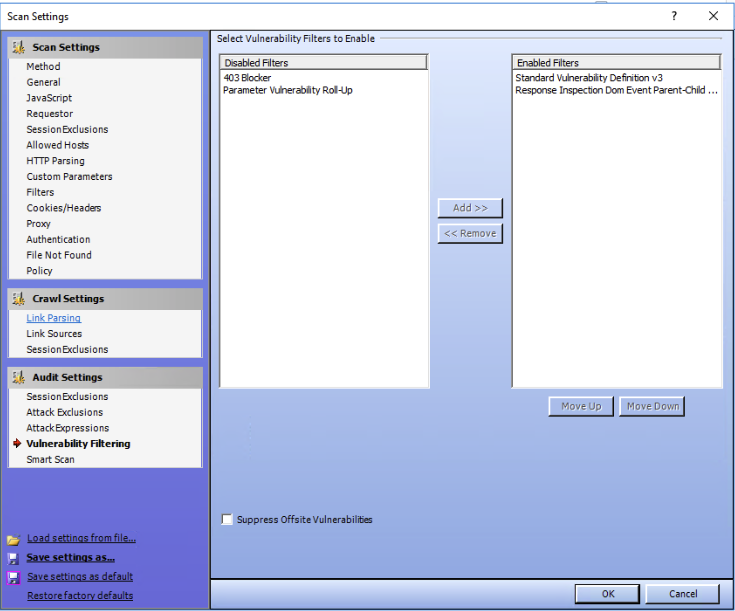 Scan Settings
?
Scan Settings
Method
General
JavaScript
Requestor
SessionExclusions
Allowed Hosts
HTTP Parsing
Custom Parameters
Filters
Cookies/Headers
Proxy
Authentication
File Not Found
Policy
Crawl Settings
Link Parsing
Link Sources
SessionExclusions
Audit Settings
SessionExclusions
Attack Exclusions
AttackExpressions
Vulnerability Filtering
Smart Scan
Load settings from file...
Save settings as...
Save settings as default
Restore factory defaults
Select Vulnerability Filters to Enable
Disabled Filters
403 Blocker
Parameter Vulnerability Roll-Up
Add >>
<< Remove
Enabled Filters
Standard Vulnerability Definition v3
Response Inspection Dom Event Parent-Child ...
Move Up
Move Down
Suppress Offsite Vulnerabilities
OK
Cancel